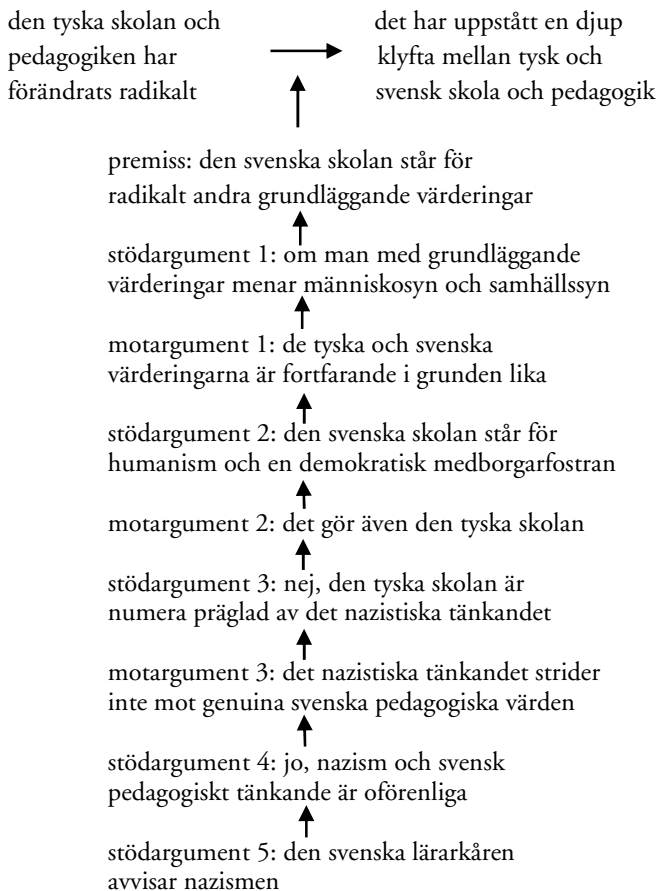 den tyska skolan och
pedagogiken har
förändrats radikalt
det har uppstått en djup
klyfta mellan tysk och
svensk skola och pedagogik
premiss: den svenska skolan står för
radikalt andra grundläggande värderingar
stödargument 1: om man med grundläggande
värderingar menar människosyn och samhällssyn
motargument 1: de tyska och svenska
värderingarna är fortfarande i grunden lika
stödargument 2: den svenska skolan står för
humanism och en demokratisk medborgarfostran
motargument 2: det gör även den tyska skolan
stödargument 3: nej, den tyska skolan är
numera präglad av det nazistiska tänkandet
motargument 3: det nazistiska tänkandet strider
inte mot genuina svenska pedagogiska värden
stödargument 4: jo, nazism och svensk
pedagogiskt tänkande är oförenliga
stödargument 5: den svenska lärarkåren
avvisar nazismen